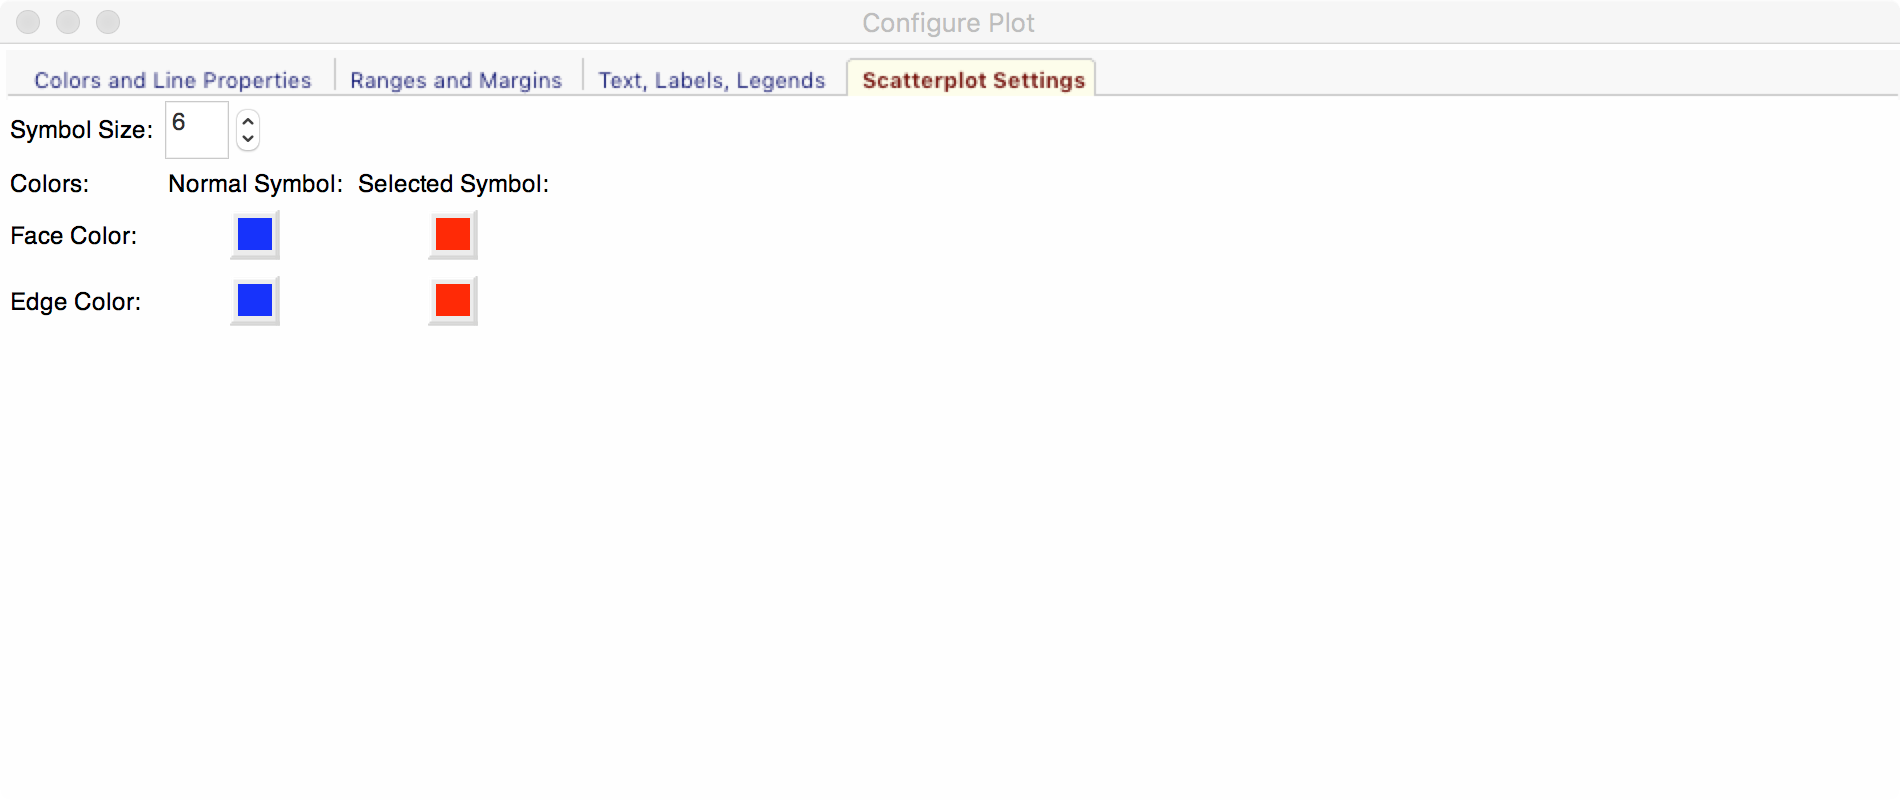 Configure Plot
Colors and Line Properties Ranges and Margins Text, Labels, Legends Scatterplot Settings
Symbol Size: 6
Colors: Normal Symbol: Selected Symbol:
Face Color:
Edge Color: